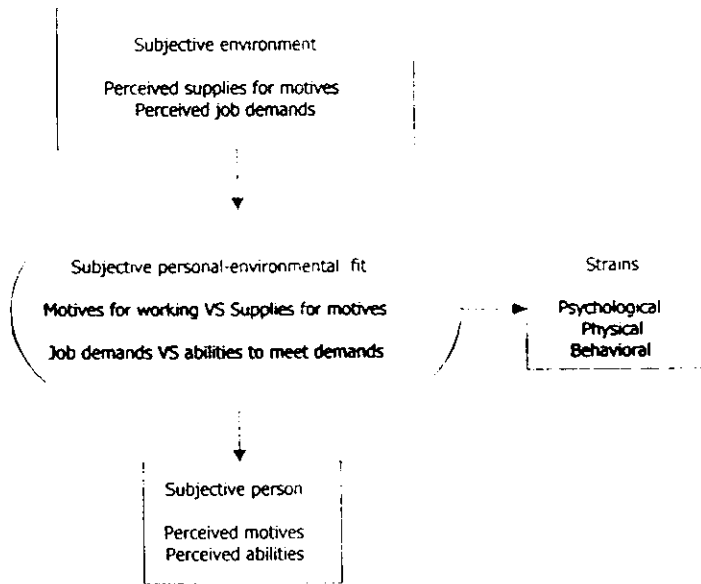 Subjective environment
Perceived supplies for motives
Perceived job demands
Subjective personal-environmental fit
Motives for working VS Supplies for motives
Job demands VS abilities to meet demands
Strains
Psychological
Physical
Behavioral
Subjective person
Perceived motives
Perceived abilities